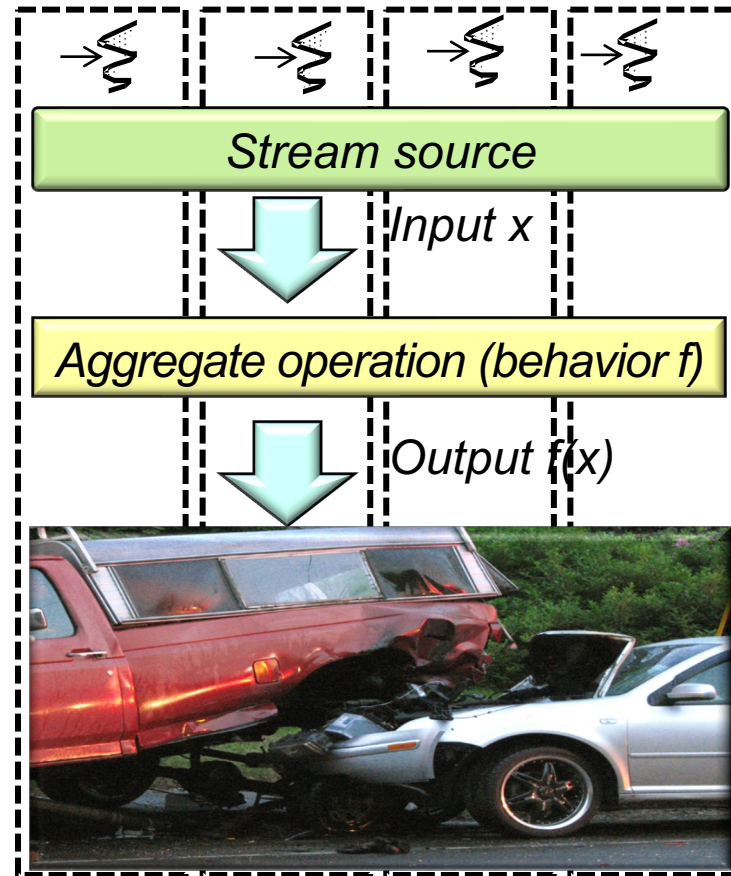 Stream source
Input x
Aggregate operation (behavior f)
Output f(x)